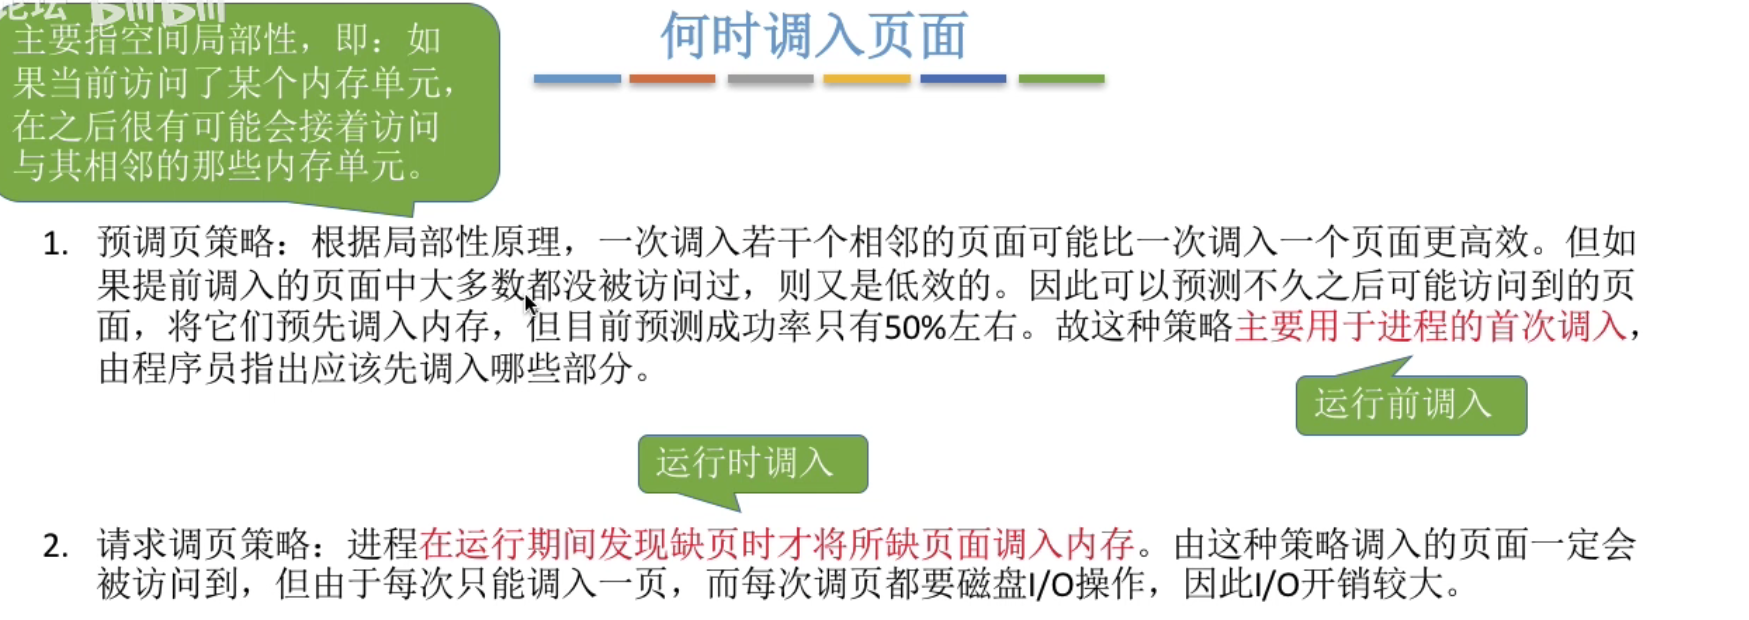 论坛 bilibili
主要指空间局部性，即：如
果当前访问了某个内存单元，
在之后很有可能会接着访问
与其相邻的那些内存单元。
何时调入页面
1. 预调页策略：根据局部性原理，一次调入若干个相邻的页面可能比一次调入一个页面更高效。但如
果提前调入的页面中大多数都没被访问过，则又是低效的。因此可以预测不久之后可能访问到的页
面，将它们预先调入内存，但目前预测成功率只有50%左右。故这种策略主要用于进程的首次调入，
由程序员指出应该先调入哪些部分。
运行前调入
运行时调入
2. 请求调页策略：进程在运行期间发现缺页时才将所缺页面调入内存。由这种策略调入的页面一定会
被访问到，但由于每次只能调入一页，而每次调页都要磁盘I/O操作，因此I/O开销较大。